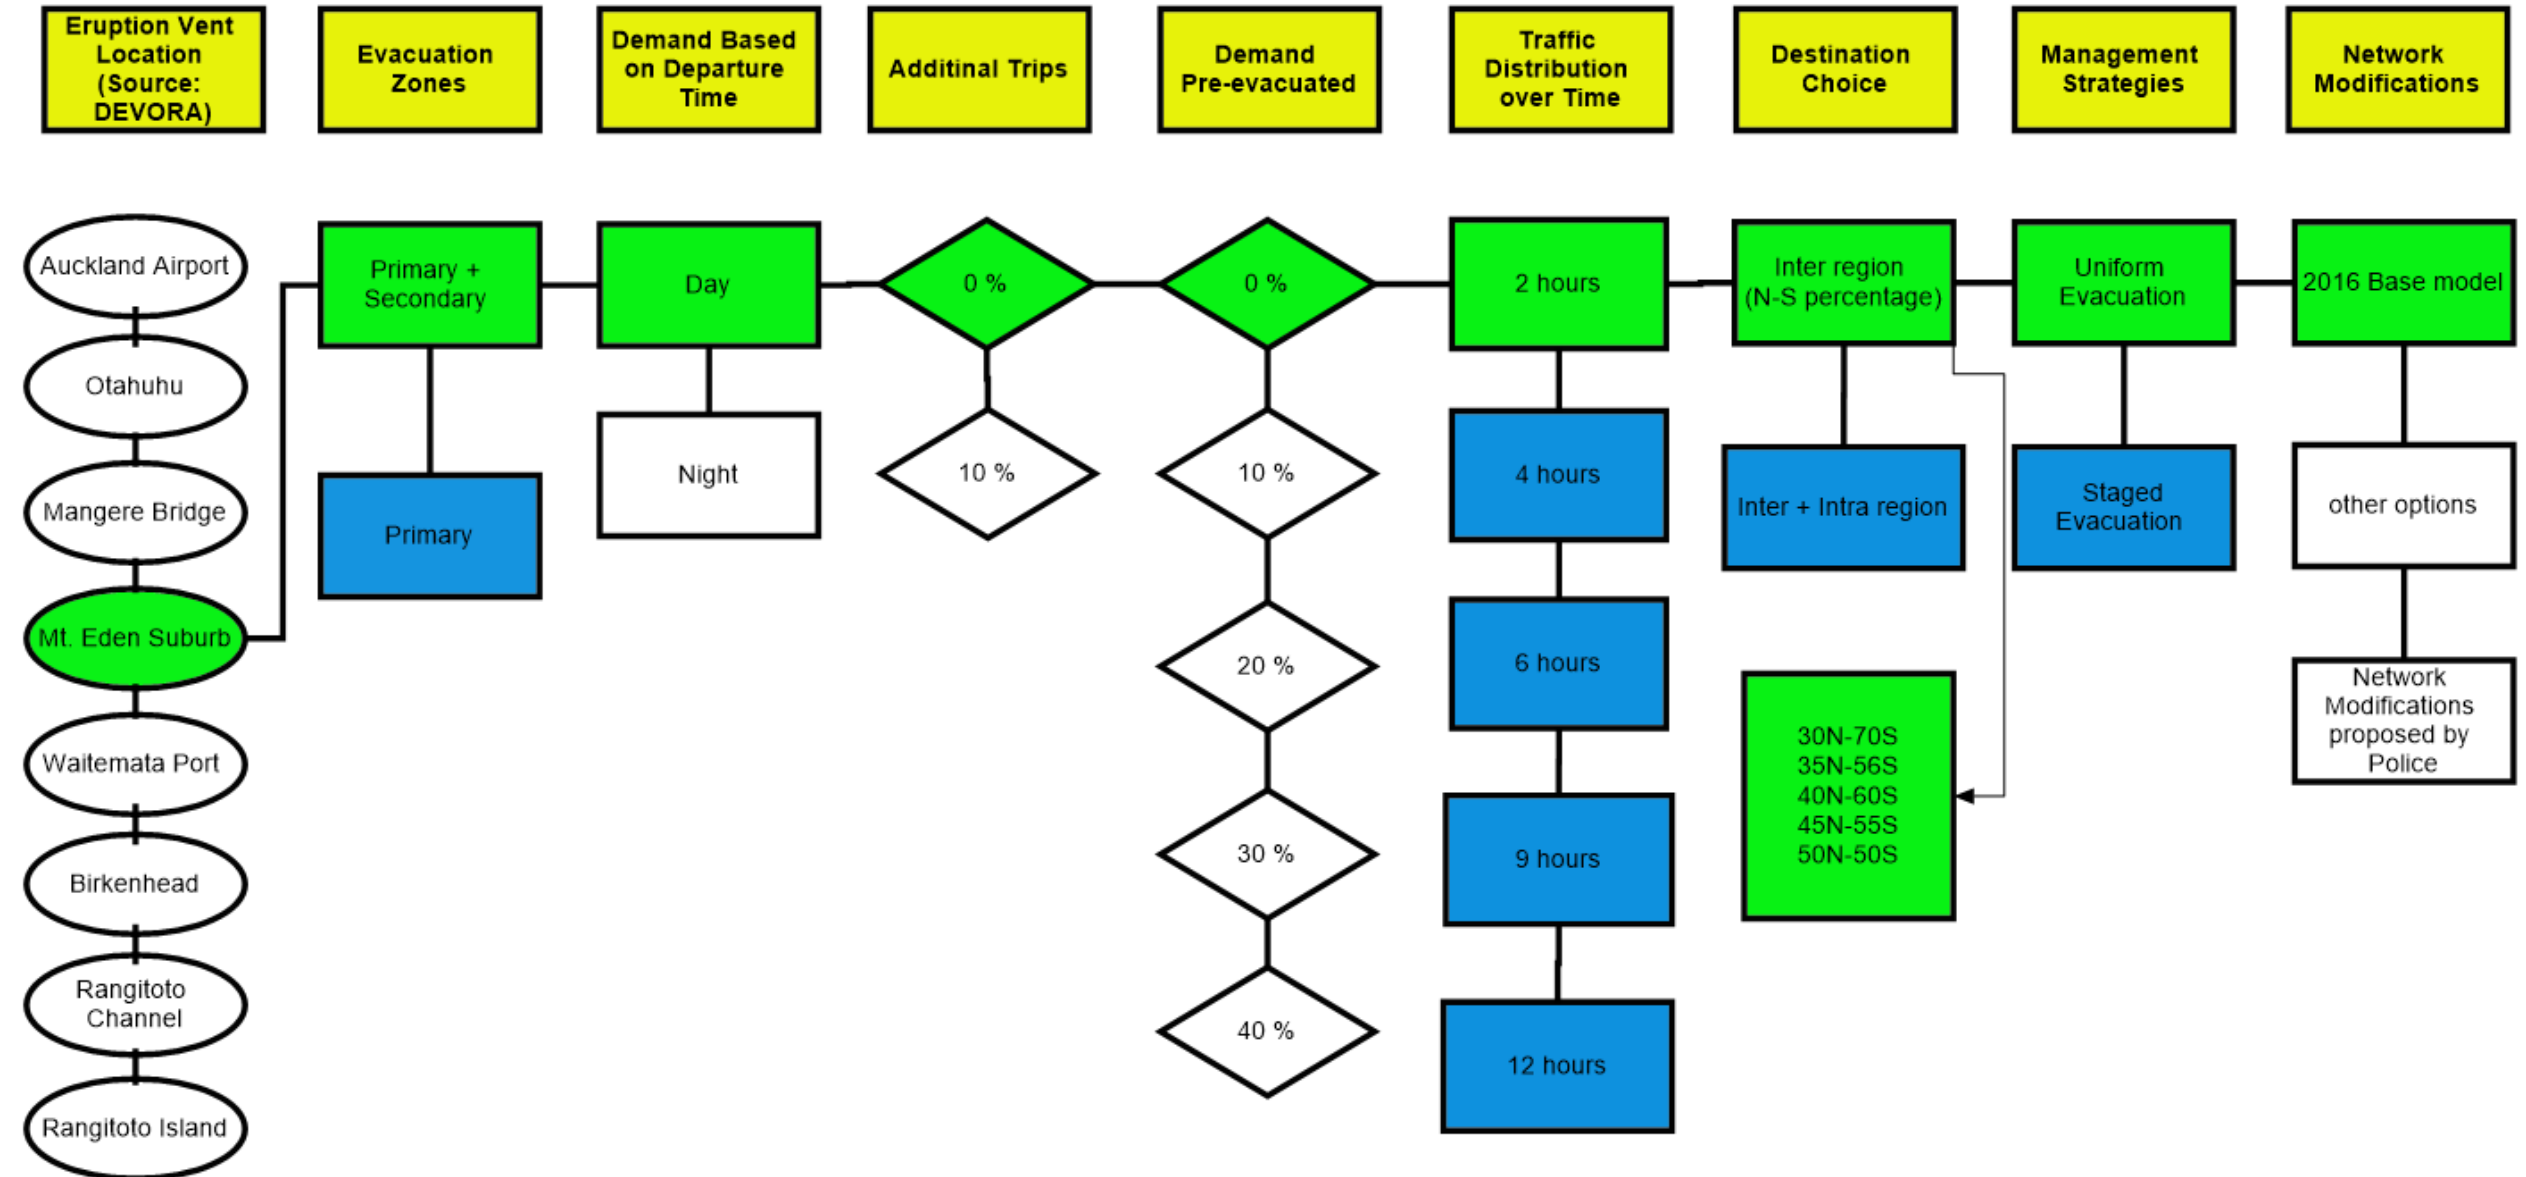 Eruption Vent
Location
(Source:
DEVORA)
Evacuation
Zones
Demand Based
on Departure
Time
Additinal Trips
Demand
Pre-evacuated
Traffic
Distribution
over Time
Destination
Choice
Management
Strategies
Network
Modifications
Auckland Airport
Otahuhu
Mangere Bridge
Mt. Eden Suburb
Waitemata Port
Birkenhead
Rangitoto
Channel
Rangitoto Island
Primary +
Secondary
Primary
Day
Night
0 %
10 %
0 %
10 %
20 %
30 %
40 %
2 hours
4 hours
6 hours
9 hours
12 hours
Inter region
(N-S percentage)
Inter + Intra region
30N-70S
35N-56S
40N-60S
45N-55S
50N-50S
Uniform
Evacuation
Staged
Evacuation
2016 Base model
other options
Network
Modifications
proposed by
Police